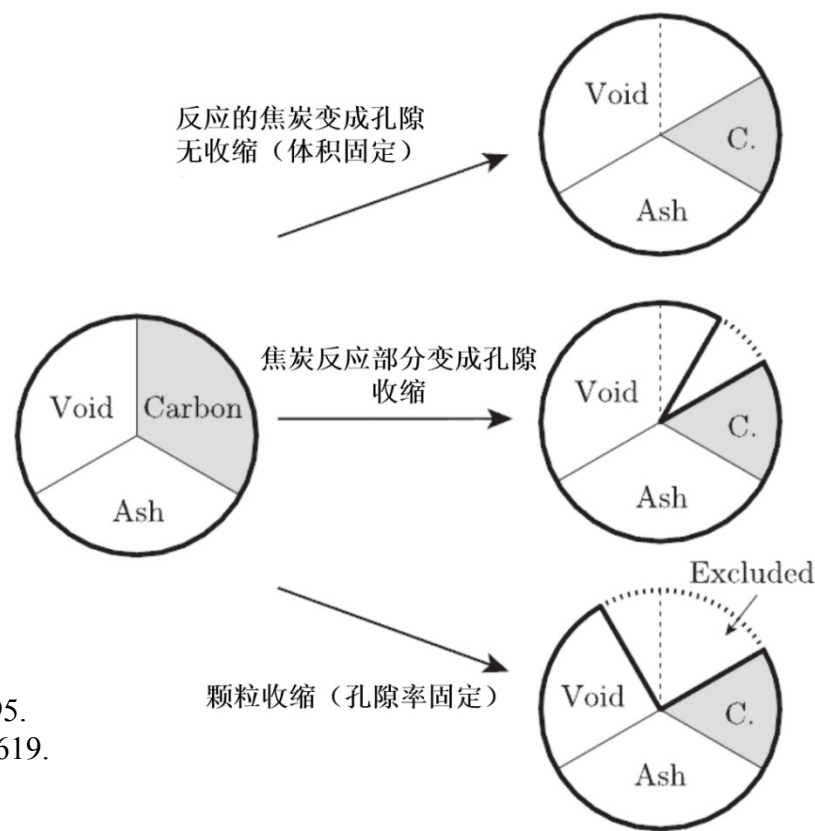 反应的焦炭变成孔隙
无收缩（体积固定）
Void
C.
Ash
Void
Carbon
Ash
焦炭反应部分变成孔隙
收缩
Void
C.
Ash
颗粒收缩（孔隙率固定）
Excluded
Void
C.
Ash
95.
619.